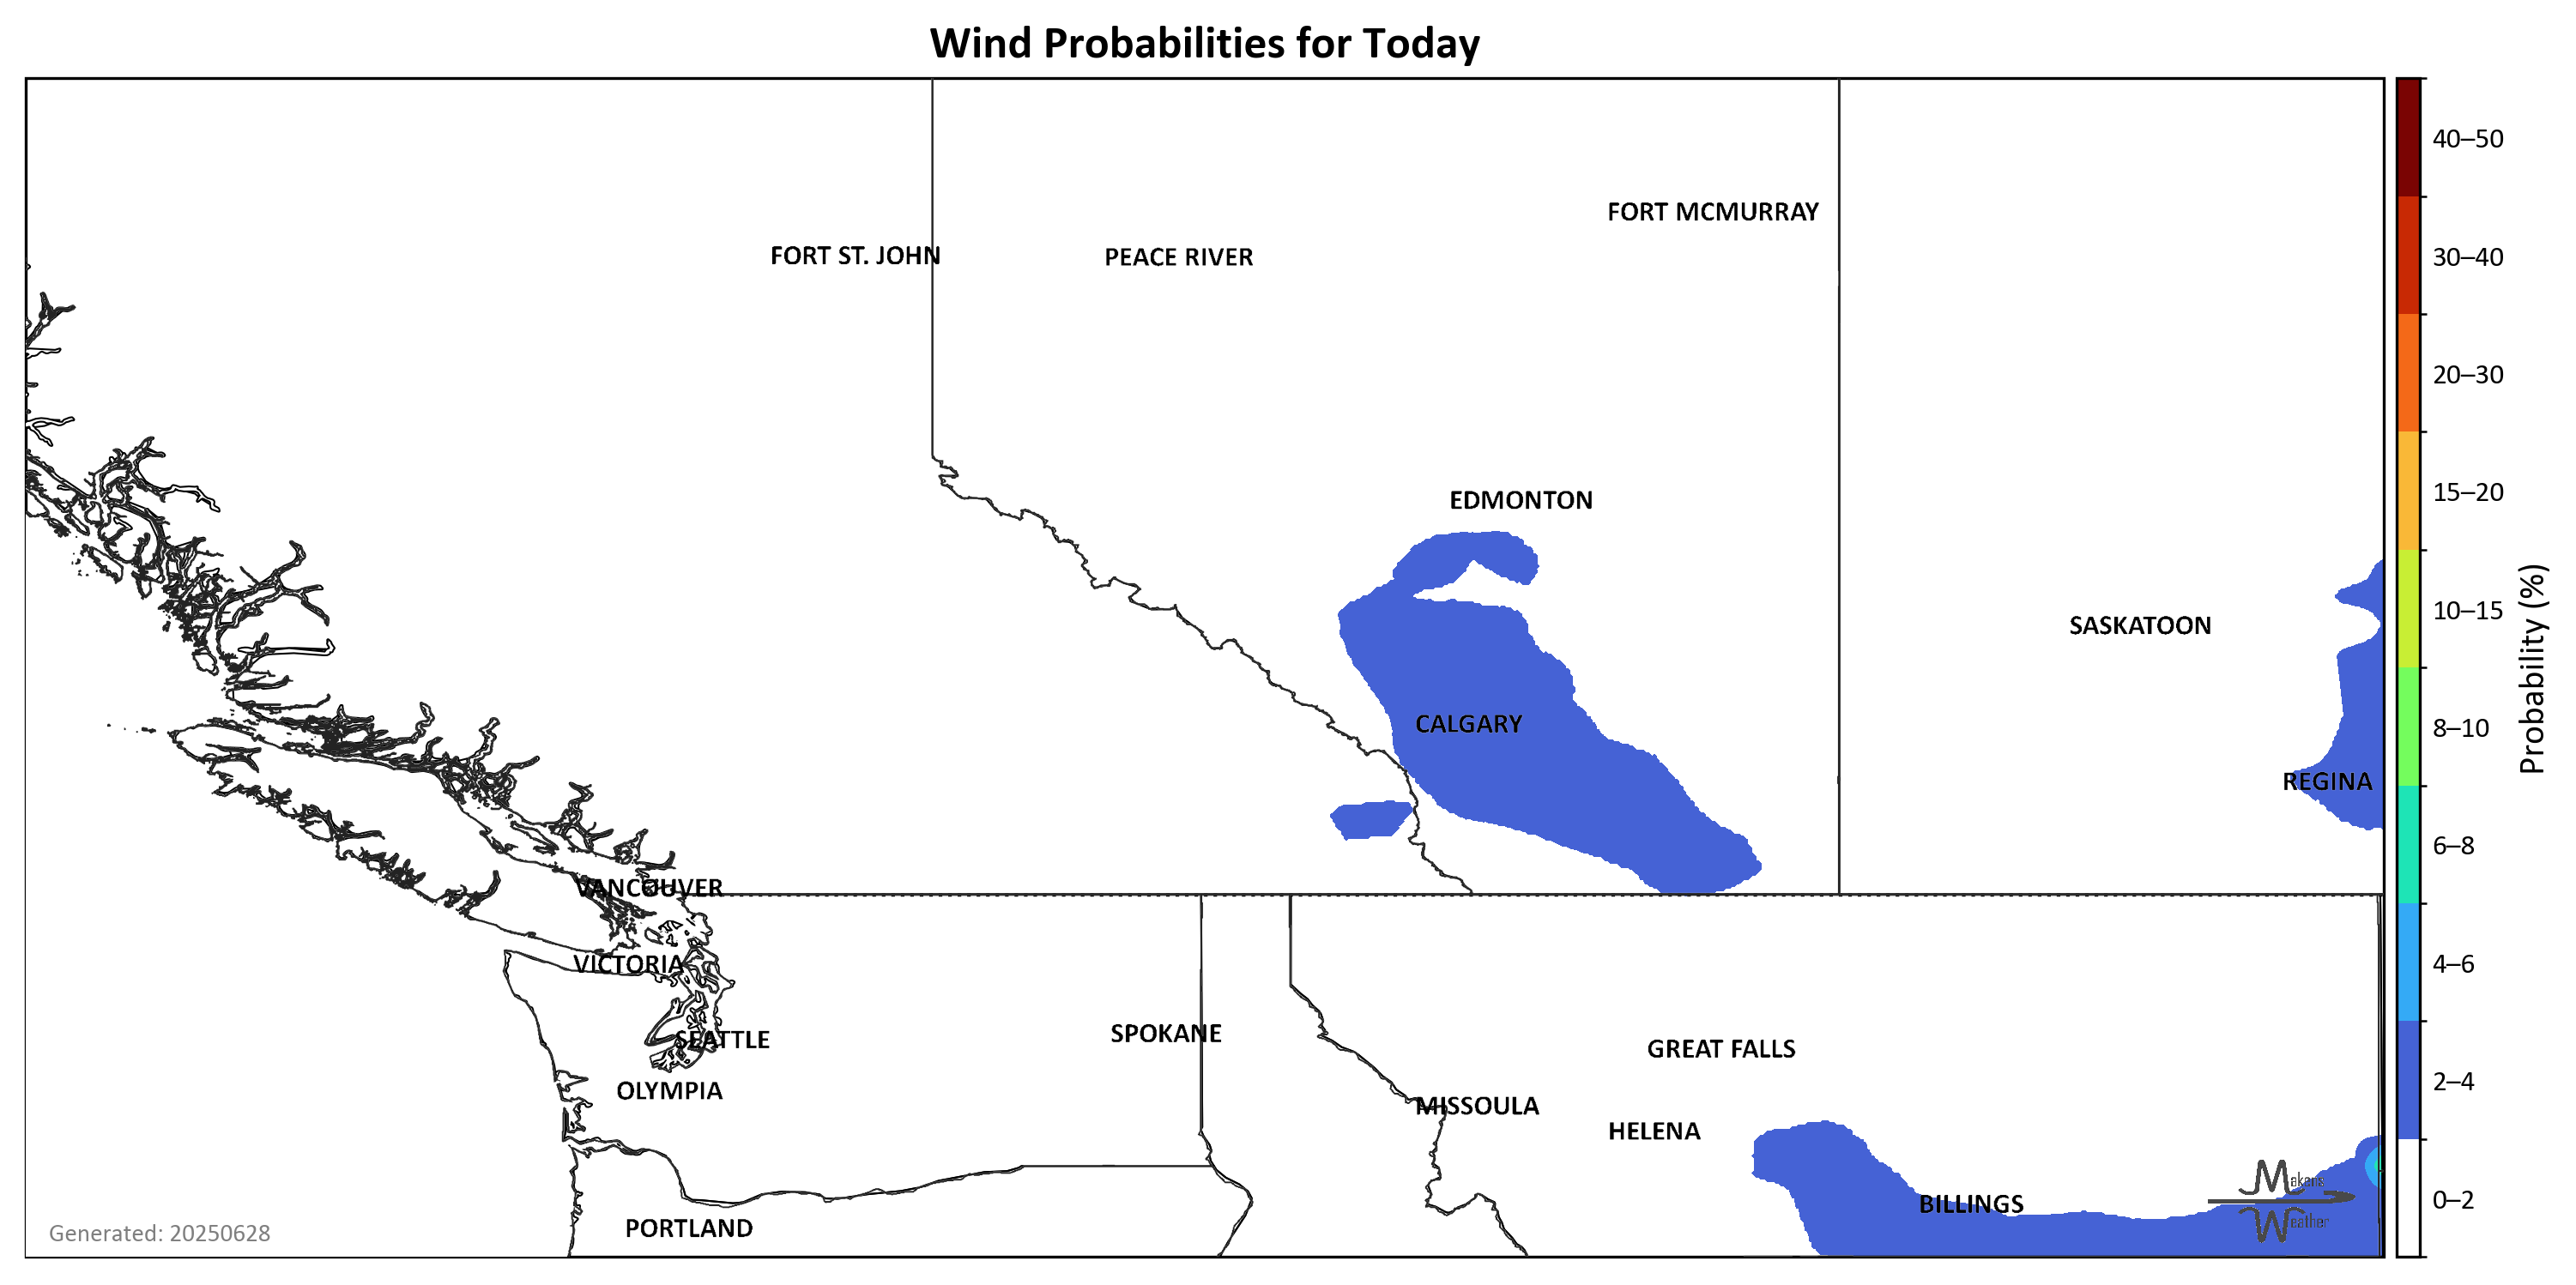 Wind Probabilities for Today
40–50
FORT MCMURRAY
FORT ST. JOHN
PEACE RIVER
30–40
20–30
EDMONTON
15–20
SASKATOON
10–15
Probability (%)
CALGARY
8–10
REGINA
6–8
VANCOUVER
VICTORIA
4–6
SEATTLE
SPOKANE
GREAT FALLS
OLYMPIA
2–4
MISSOULA
HELENA
Makens
Weather
BILLINGS
0–2
PORTLAND
Generated: 20250628